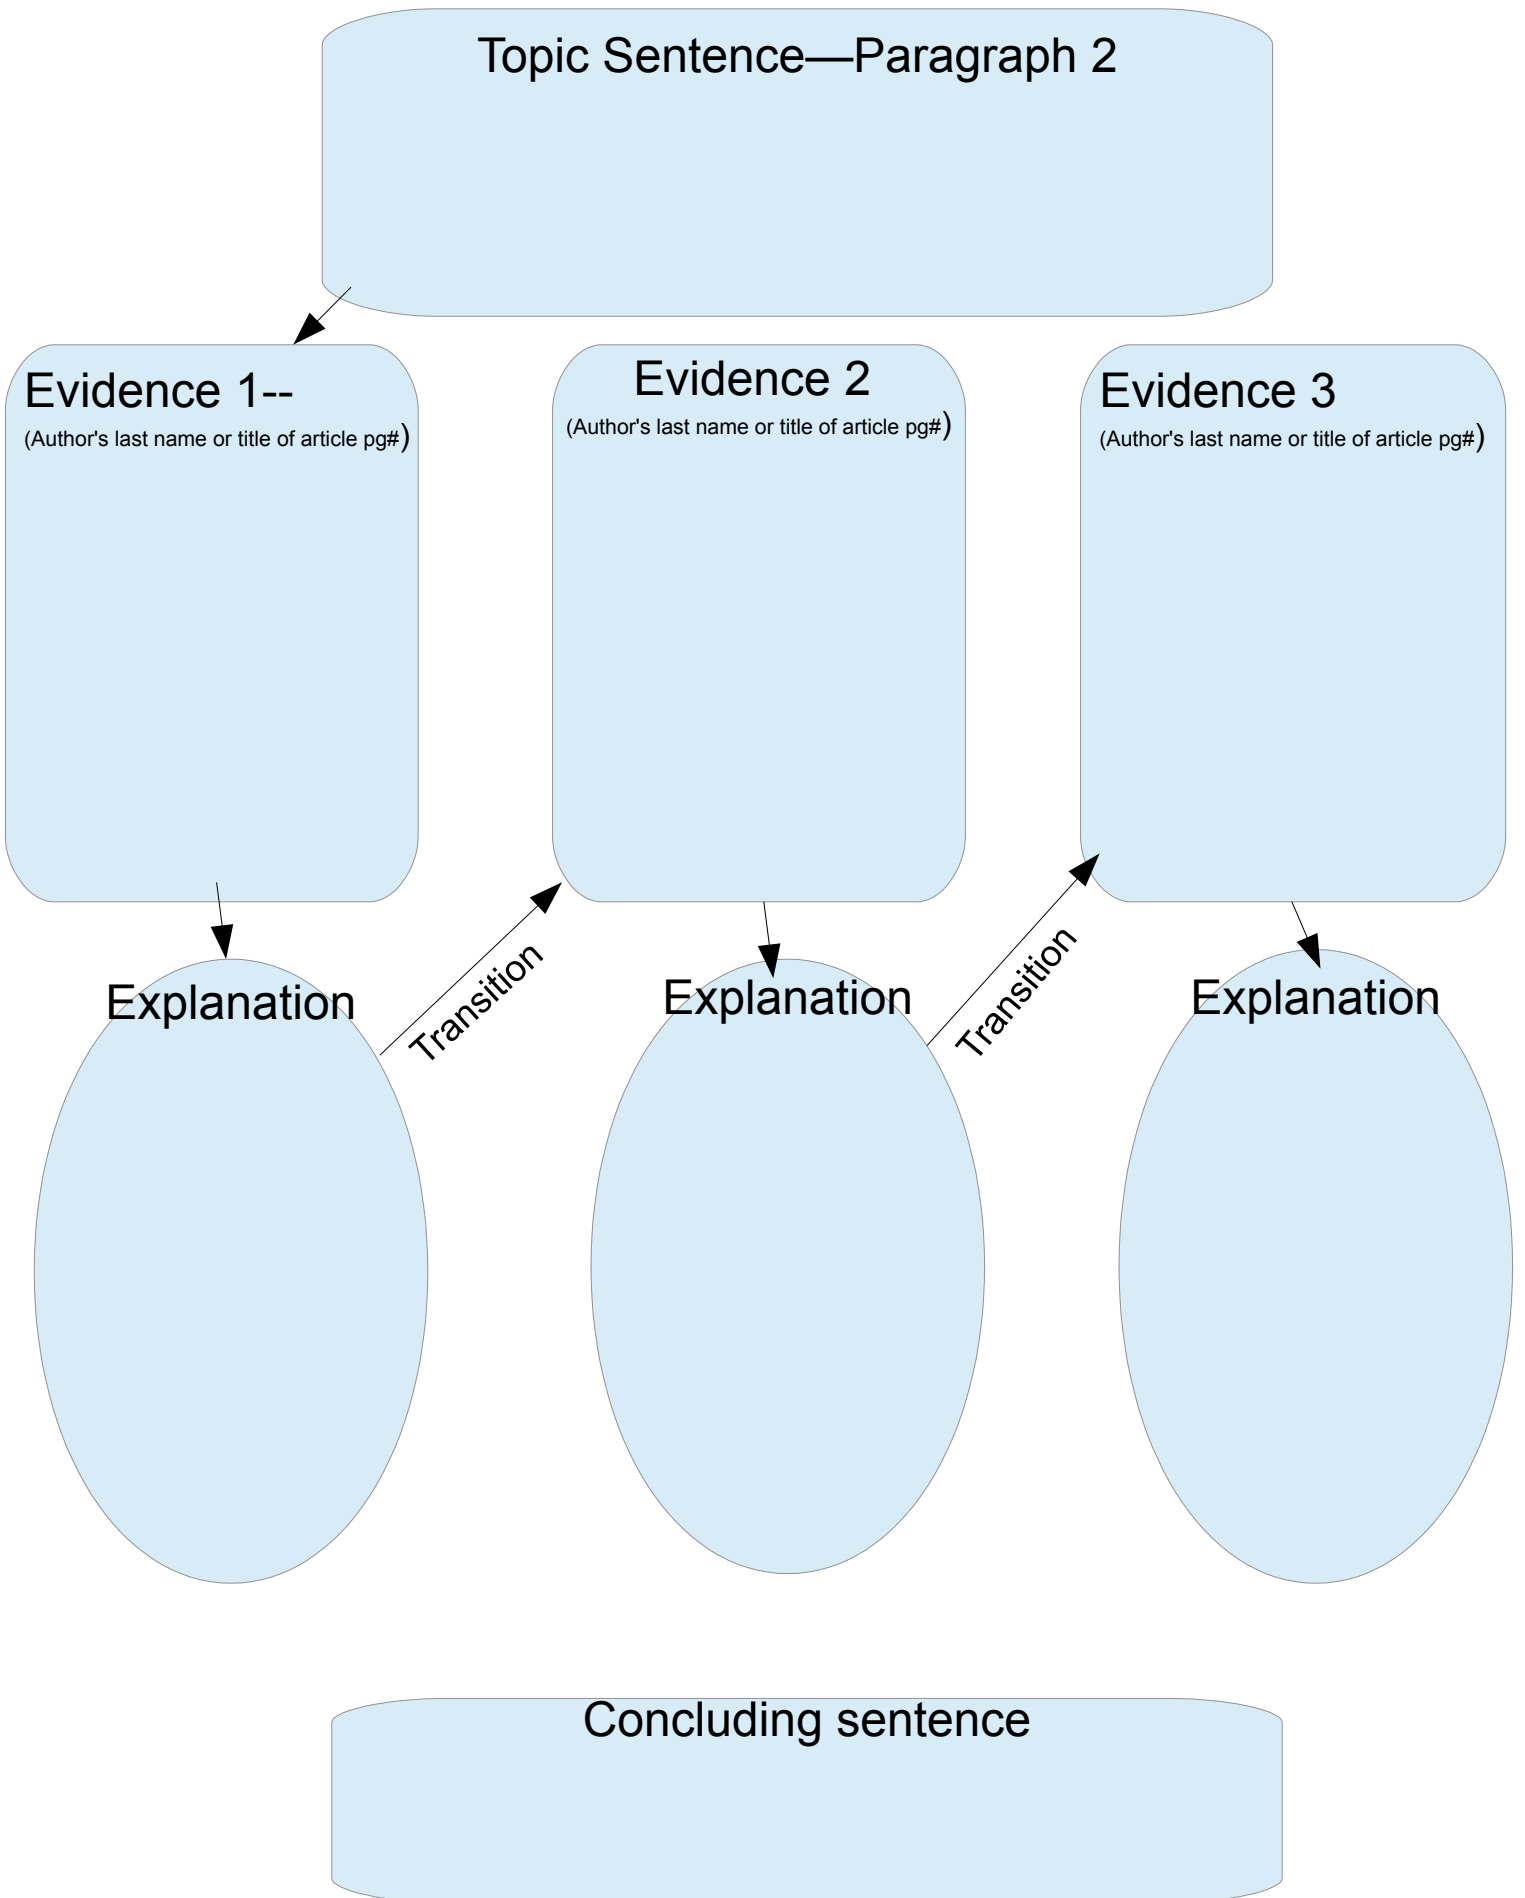 Topic Sentence—Paragraph 2
Evidence 1--
(Author's last name or title of article pg#)
Evidence 2
(Author's last name or title of article pg#)
Evidence 3
(Author's last name or title of article pg#)
Explanation
Transition
Explanation
Transition
Explanation
Concluding sentence